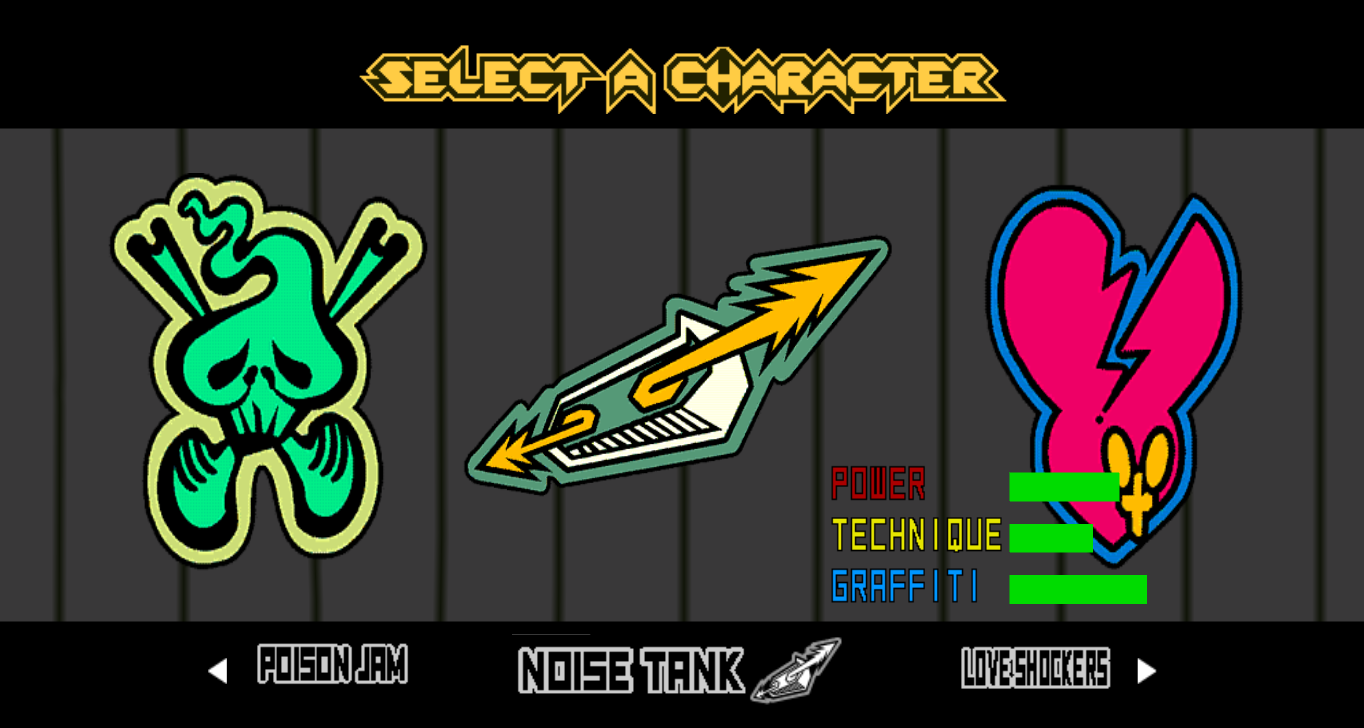 SELECT A CHARACTER
POWER
TECHNIQUE
GRAFFITI
POISON JAM
NOISE TANK
LOVE SHOCKERS